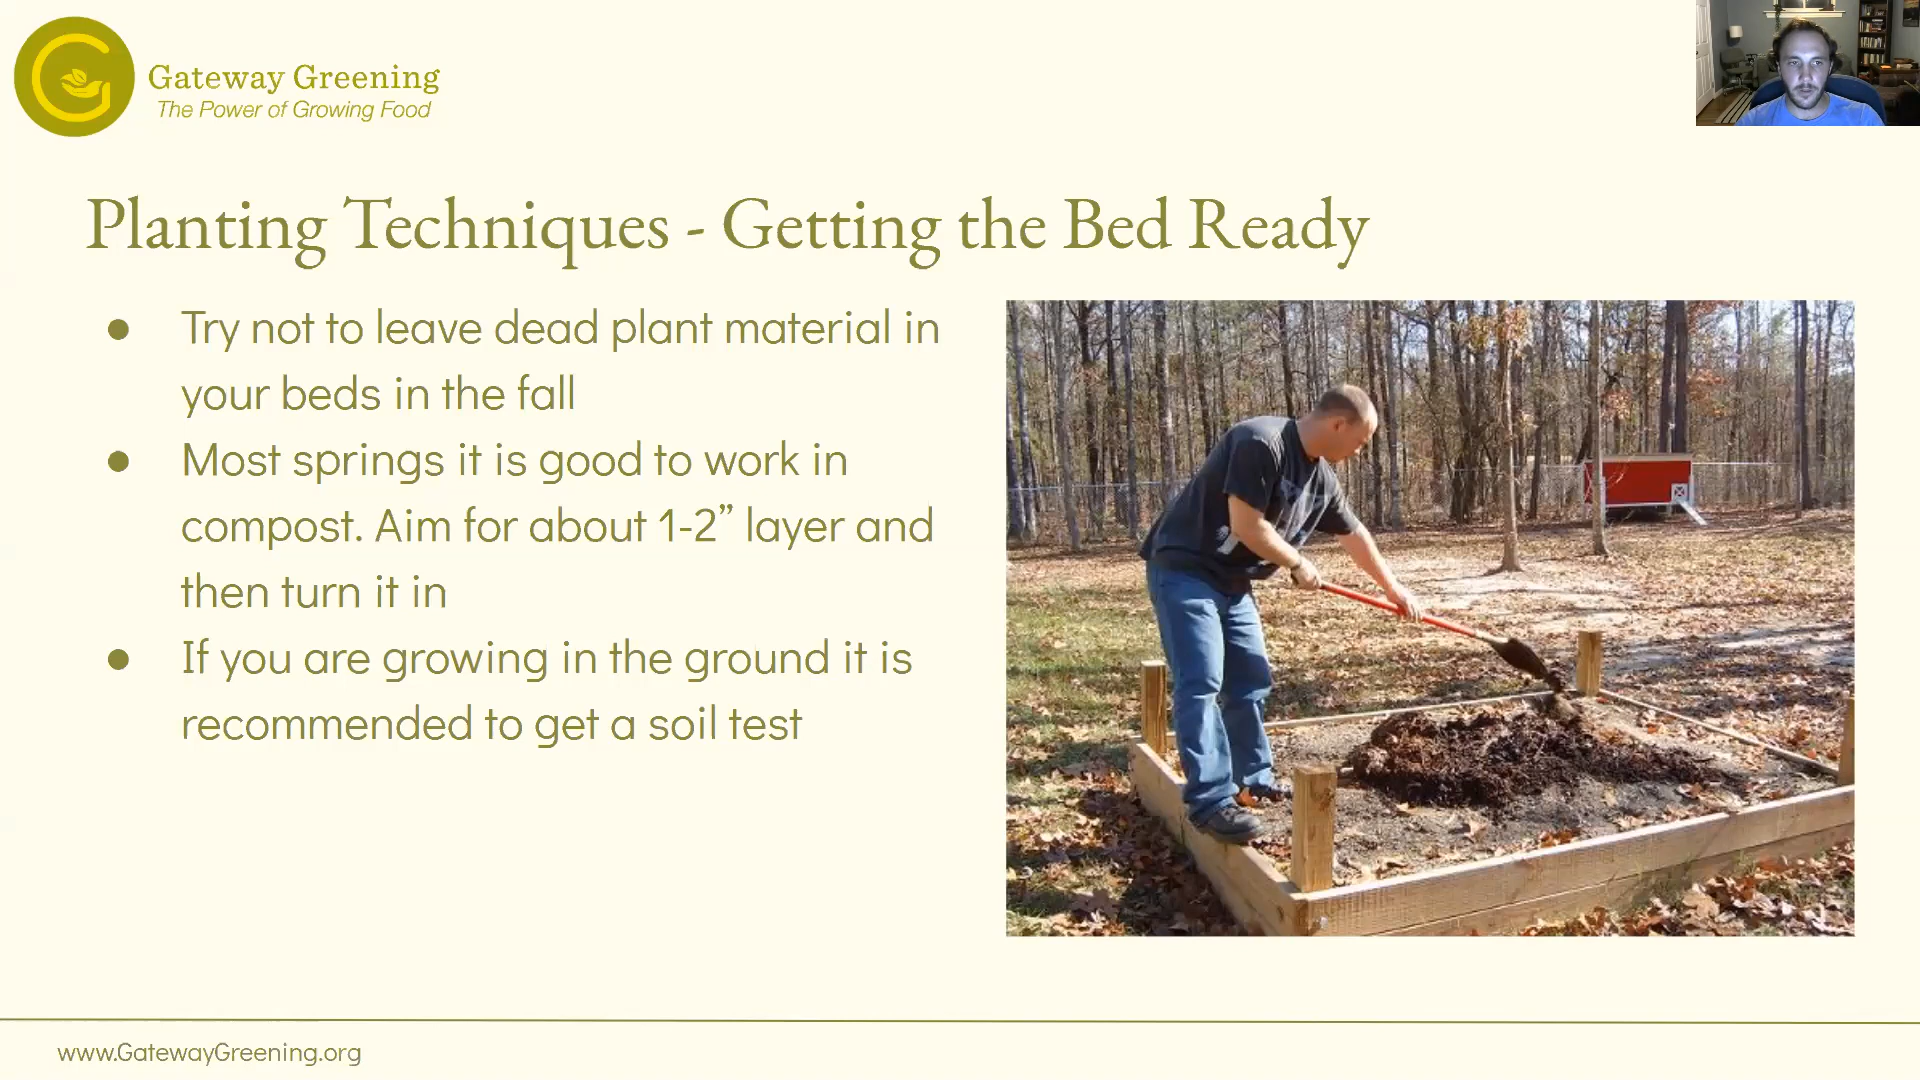 Gateway Greening
The Power of Growing Food
Planting Techniques - Getting the Bed Ready
● Try not to leave dead plant material in
your beds in the fall
● Most springs it is good to work in
compost. Aim for about 1-2” layer and
then turn it in
● If you are growing in the ground it is
recommended to get a soil test
www.GatewayGreening.org